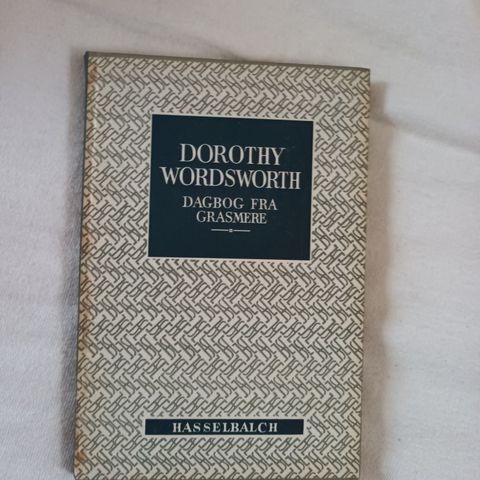 DOROTHY
WORDSWORTH
DAGBOG FRA
GRASMERE
HASSELBALCH